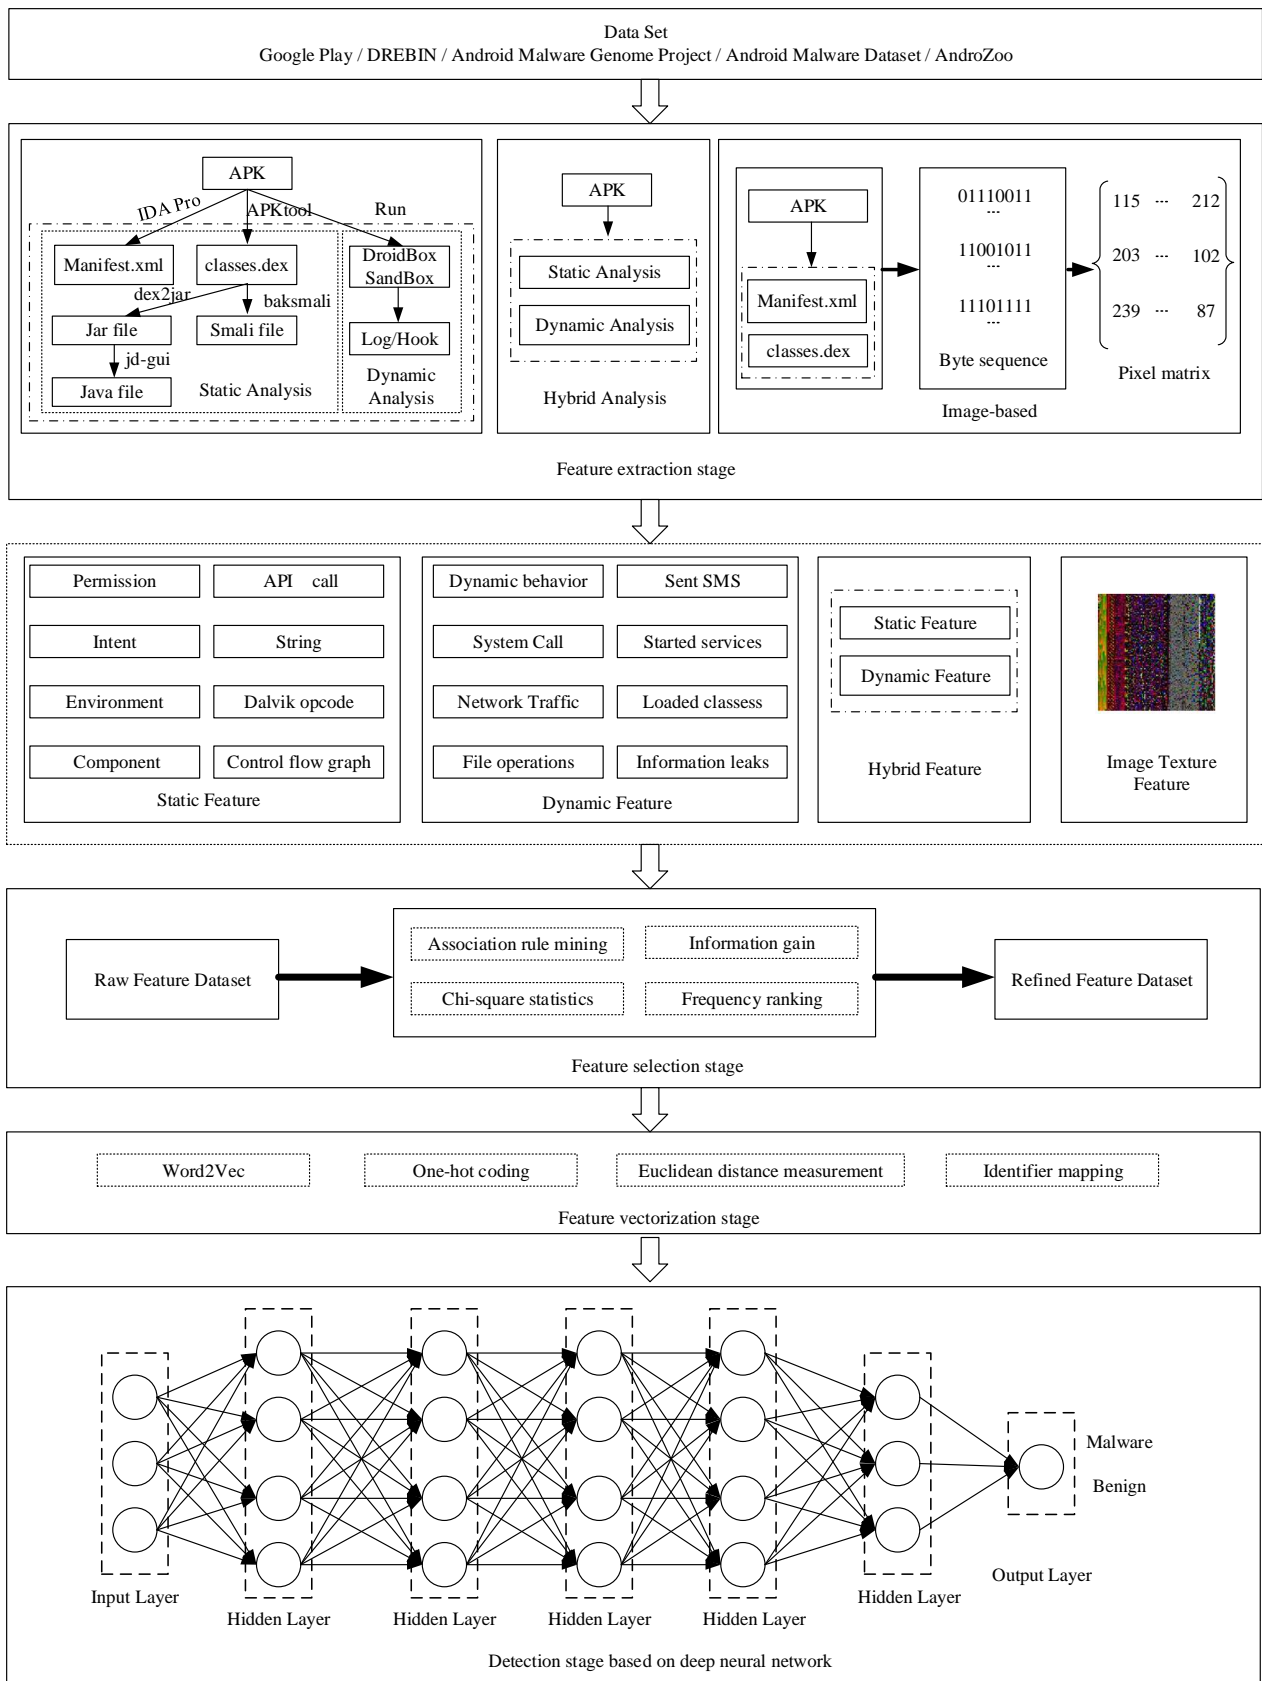 Data Set
Google Play / DREBIN / Android Malware Genome Project / Android Malware Dataset / AndroZoo
APK
IDA Pro
APKtool
Run
Manifest.xml
classes.dex
DroidBox
SandBox
dex2jar
baksmali
Jar file
Smali file
Log/Hook
jd-gui
Java file
Static Analysis
Dynamic
Analysis
APK
Static Analysis
Dynamic Analysis
Hybrid Analysis
APK
Manifest.xml
classes.dex
01110011
...
11001011
...
11101111
...
Byte sequence
115 ... 212
203 ... 102
239 ... 87
Pixel matrix
Image-based
Feature extraction stage
Permission
API call
Intent
String
Environment
Dalvik opcode
Component
Control flow graph
Static Feature
Dynamic behavior
Sent SMS
System Call
Started services
Network Traffic
Loaded classess
File operations
Information leaks
Dynamic Feature
Static Feature
Dynamic Feature
Hybrid Feature
Image Texture
Feature
Raw Feature Dataset
Association rule mining
Information gain
Chi-square statistics
Frequency ranking
Refined Feature Dataset
Feature selection stage
Word2Vec
One-hot coding
Euclidean distance measurement
Identifier mapping
Feature vectorization stage
Malware
Benign
Input Layer
Hidden Layer
Hidden Layer
Hidden Layer
Hidden Layer
Hidden Layer
Output Layer
Detection stage based on deep neural network